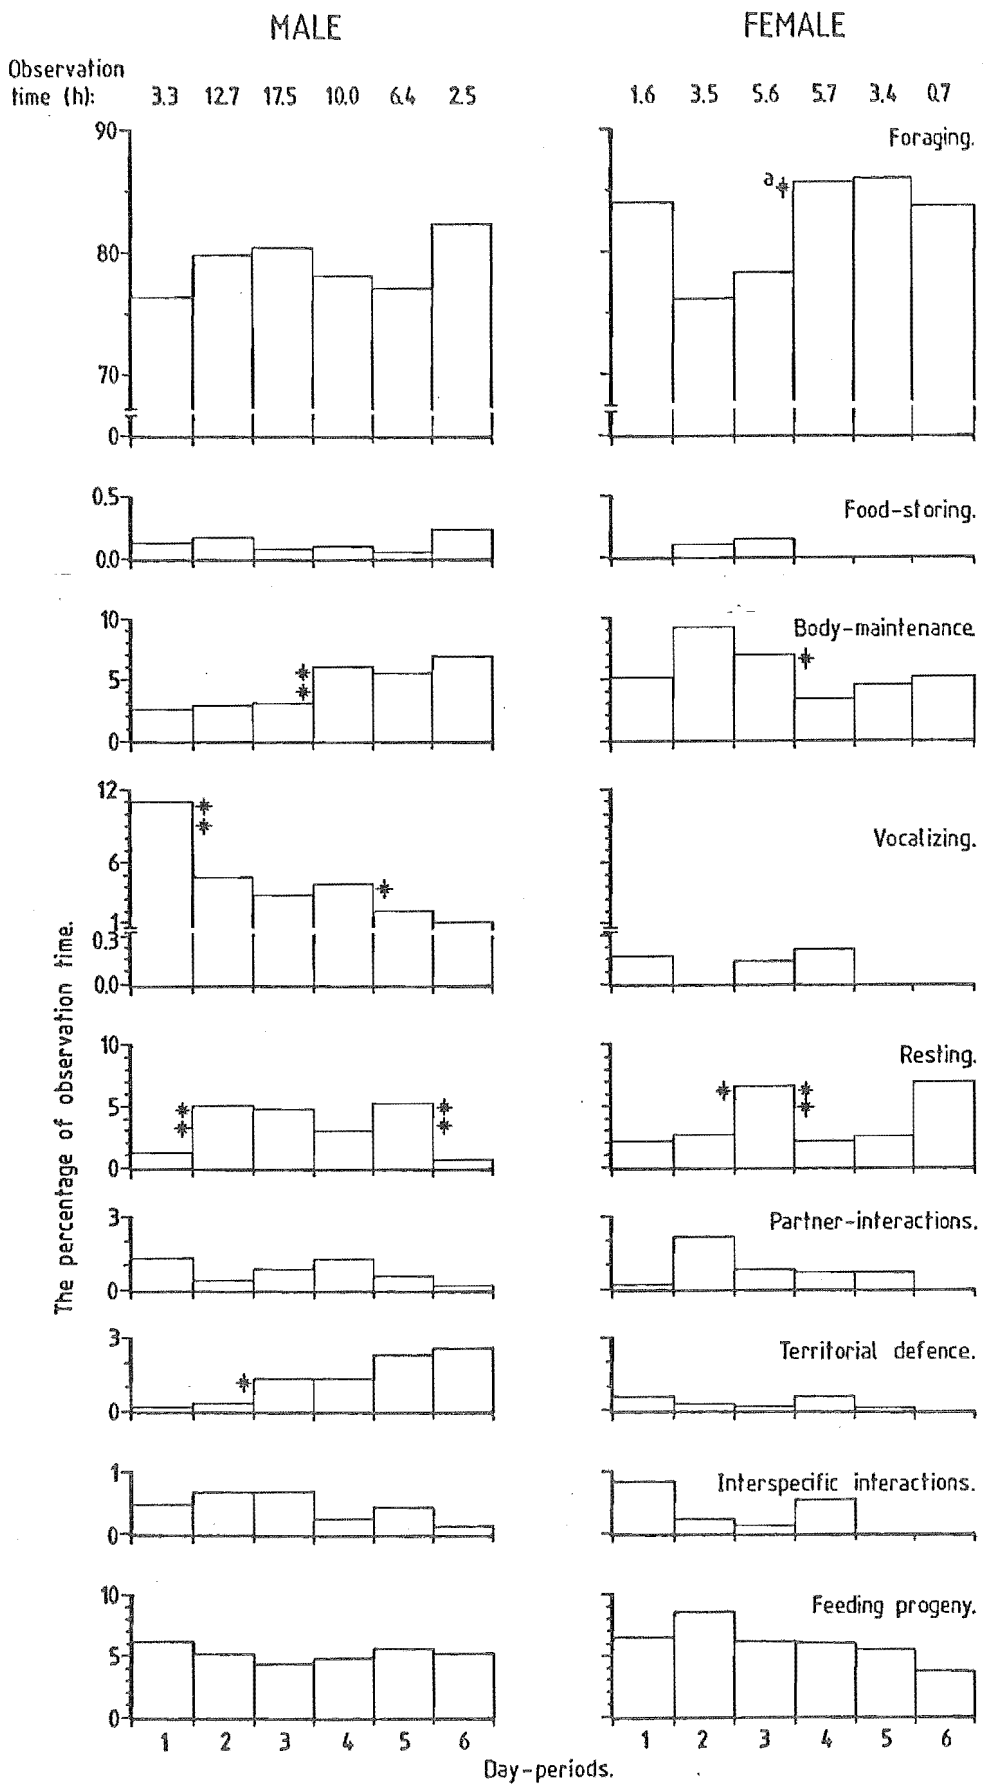 MALE FEMALE
Observation
time (h): 3.3 12.7 17.5 10.0 6.4 2.5 1.6 3.5 5.6 5.7 3.4 0.7
90 Foraging.
a *
80
70
0
0.5 Food-storing.
0.0
10 Body-maintenance.
* *
5
*
0
12 *
* Vocalizing.
6
*
1
0.3
0.0
10 Resting.
5 * * * *
* * *
0
3 Partner-interactions.
0
3 Territorial defence.
*
0
1 Interspecific interactions.
0
10 Feeding progeny.
5
0
1 2 3 4 5 6 1 2 3 4 5 6
Day-periods.
The percentage of observation time.